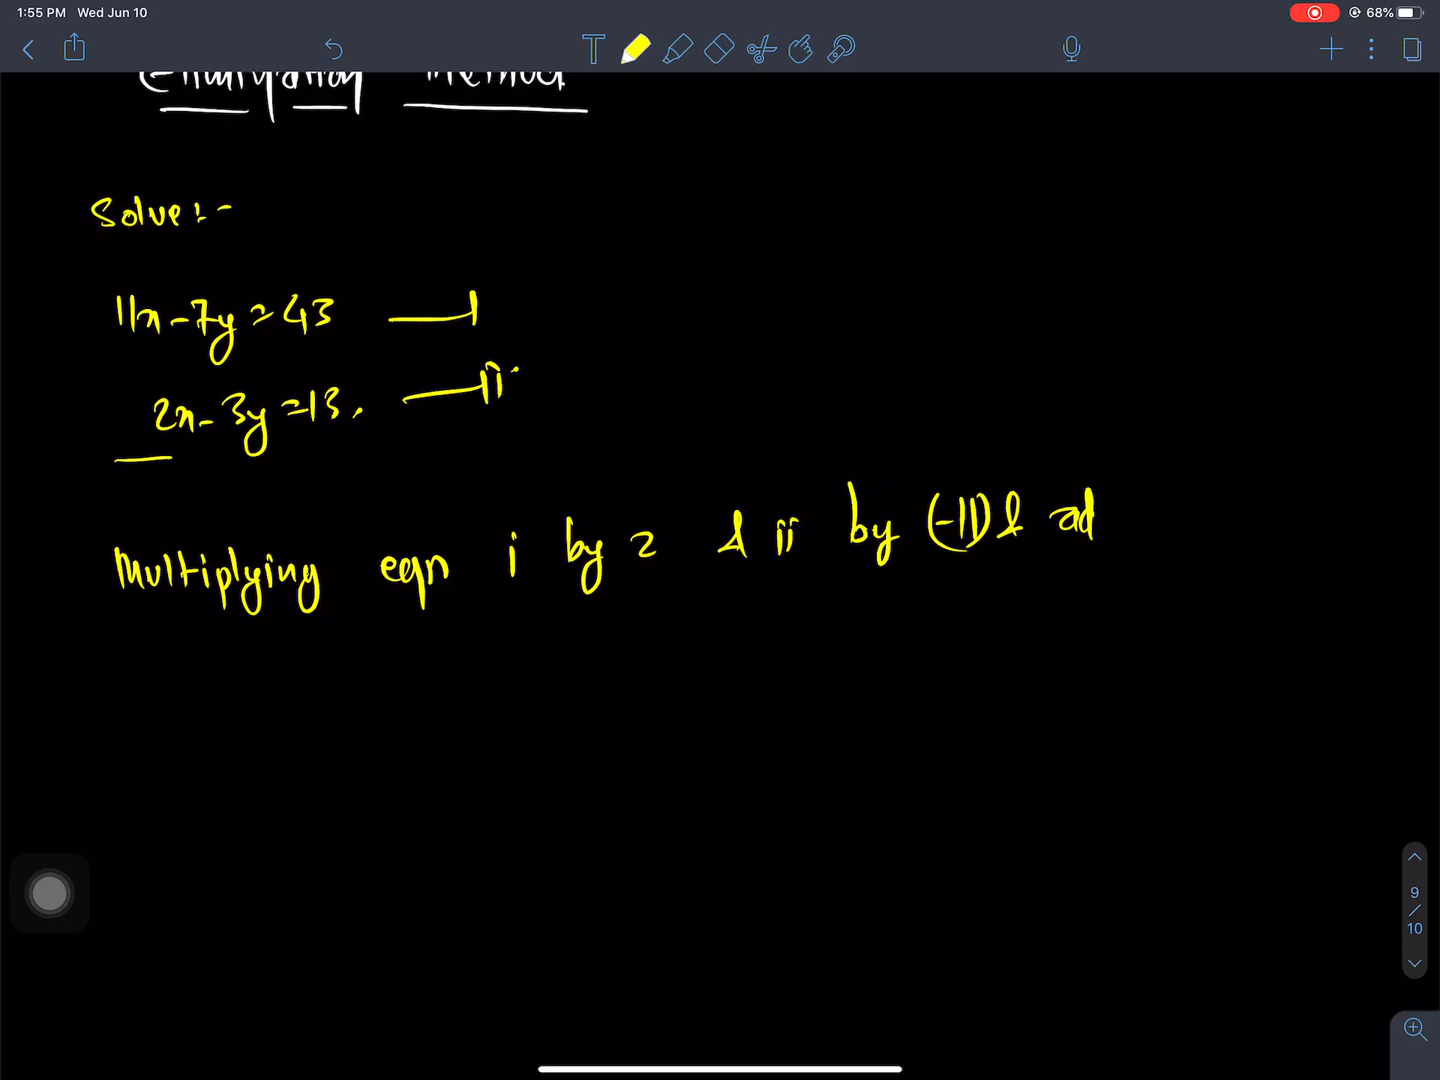 1:55 PM Wed Jun 10
68%
T
Elimination method
Solve :-
11x - 7y = 43 — i
2x - 3y = 13. — ii.
Multiplying eqn i by 2 & ii by (-11) & ad
9
/
10